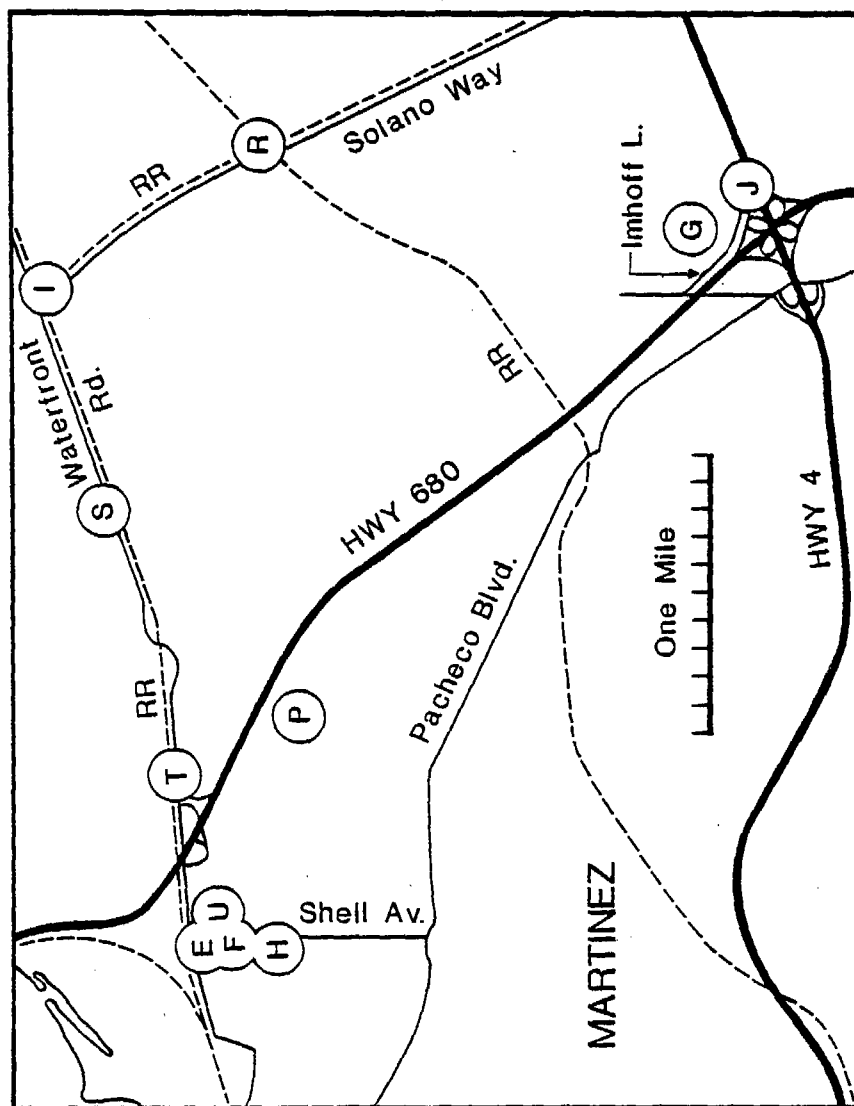 Waterfront
Rd.
RR
RR
Solano Way
I
R
S
T
RR
E
U
F
H
P
HWY 680
Shell Av.
Pacheco Blvd.
Imhoff L.
G
J
One Mile
HWY 4
MARTINEZ